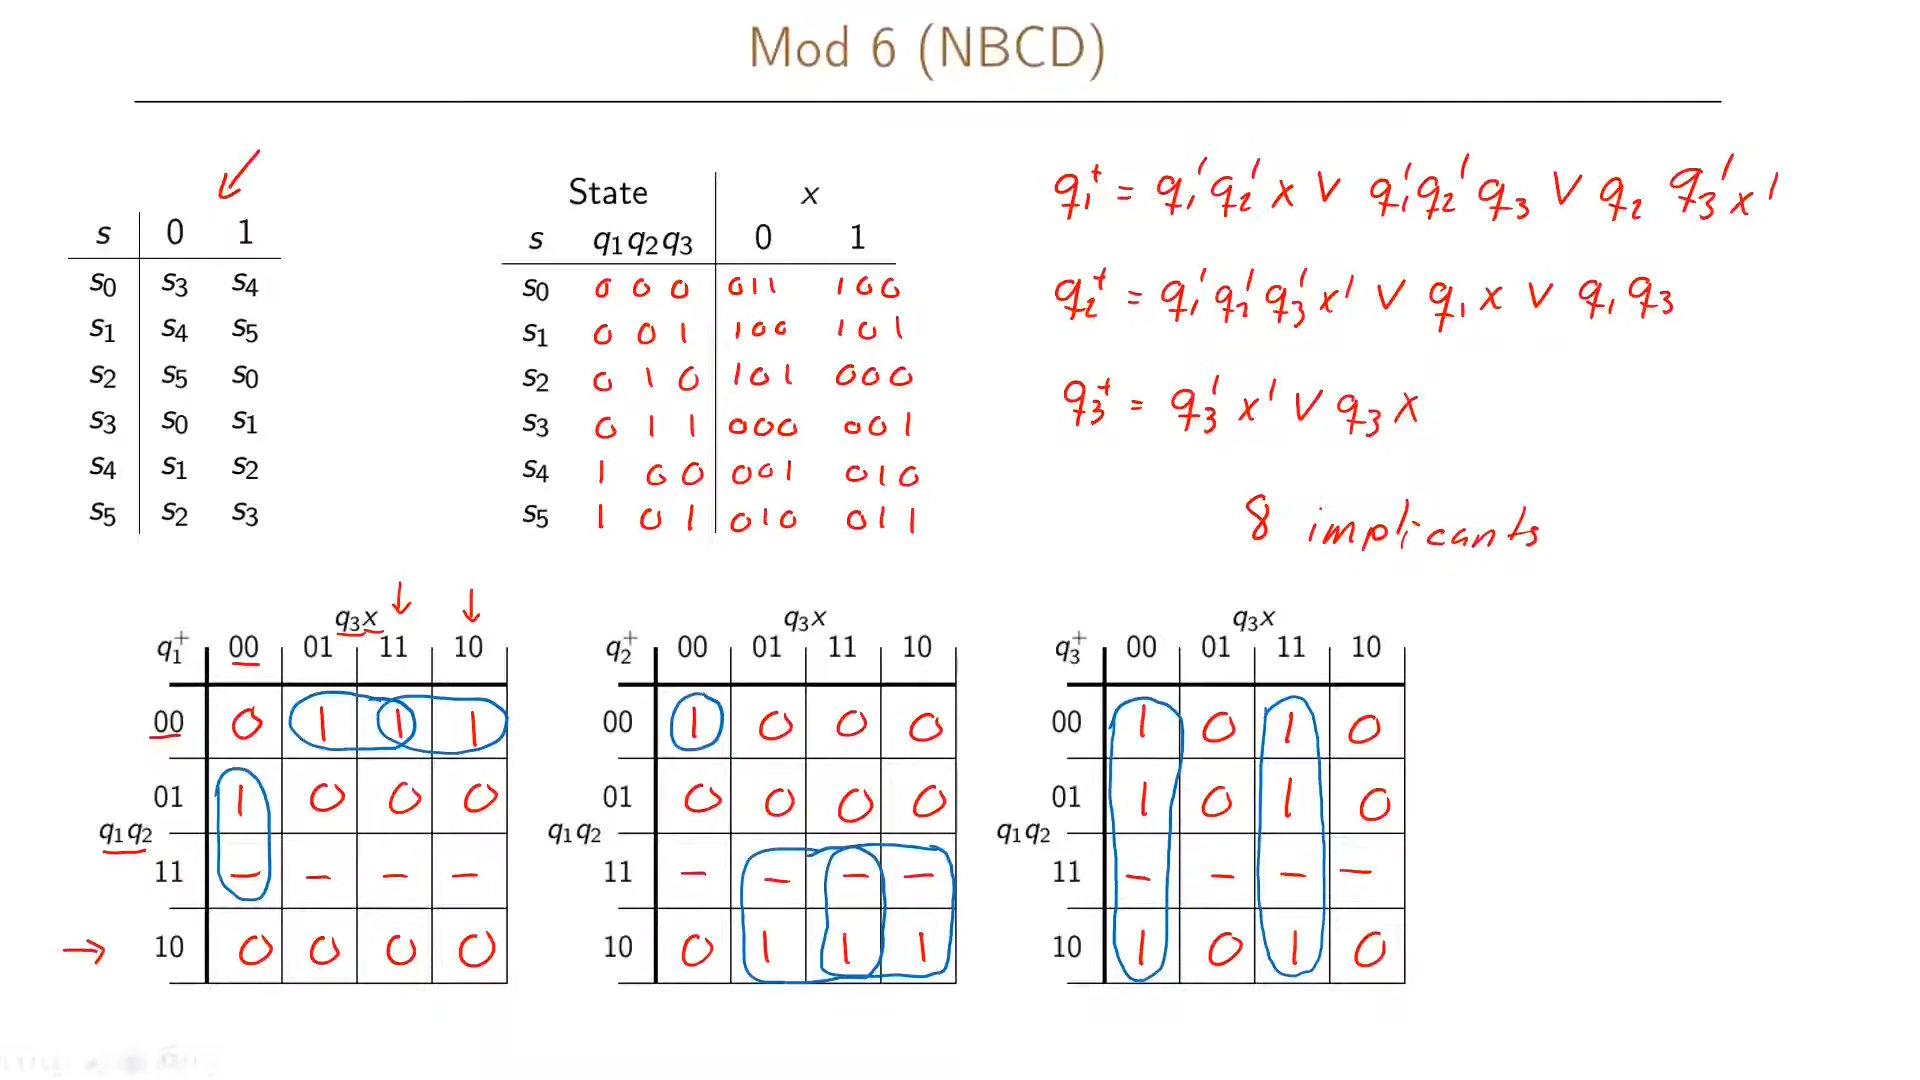 Mod 6 (NBCD)
s 0 1
s0 s3 s4
s1 s4 s5
s2 s5 s0
s3 s0 s1
s4 s1 s2
s5 s2 s3
State x
s q1q2q3 0 1
s0 0 0 0 011 100
s1 0 0 1 100 101
s2 0 1 0 101 000
s3 0 1 1 000 001
s4 1 0 0 001 010
s5 1 0 1 010 011
q1+ = q1'q2'x ∨ q1'q2'q3 ∨ q2 q3'x'
q2+ = q1'q2'q3'x' ∨ q1x ∨ q1q3
q3+ = q3'x' ∨ q3x
8 implicants
q3x
q1+ 00 01 11 10
00 0 1 1 1
01 1 0 0 0
q1q2
11 – – – –
10 0 0 0 0
q3x
q2+ 00 01 11 10
00 1 0 0 0
01 0 0 0 0
q1q2
11 – – – –
10 0 1 1 1
q3x
q3+ 00 01 11 10
00 1 0 1 0
01 1 0 1 0
q1q2
11 – – – –
10 1 0 1 0